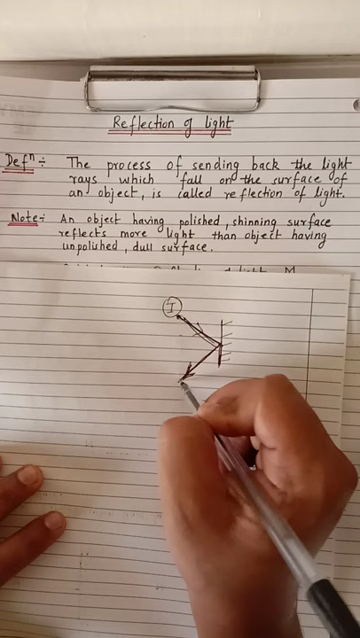 Reflection of light
Defⁿ:- The process of sending back the light
rays which fall on the surface of
an object, is called reflection of light.
Note:- An object having polished, shinning surface
reflects more light than object having
unpolished, dull surface.
I